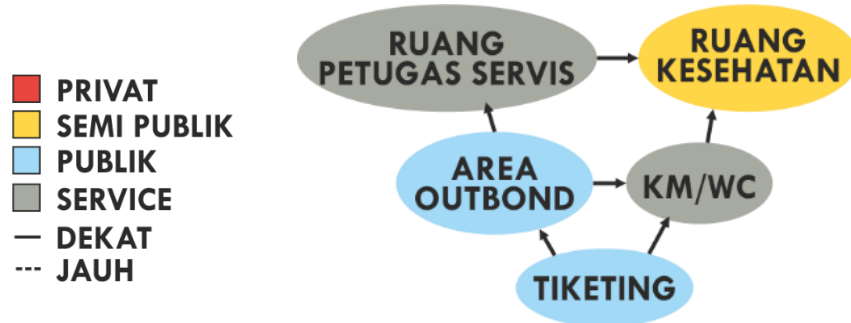 PRIVAT
SEMI PUBLIK
PUBLIK
SERVICE
DEKAT
JAUH
RUANG
PETUGAS SERVIS
RUANG
KESEHATAN
AREA
OUTBOND
KM/WC
TIKETING